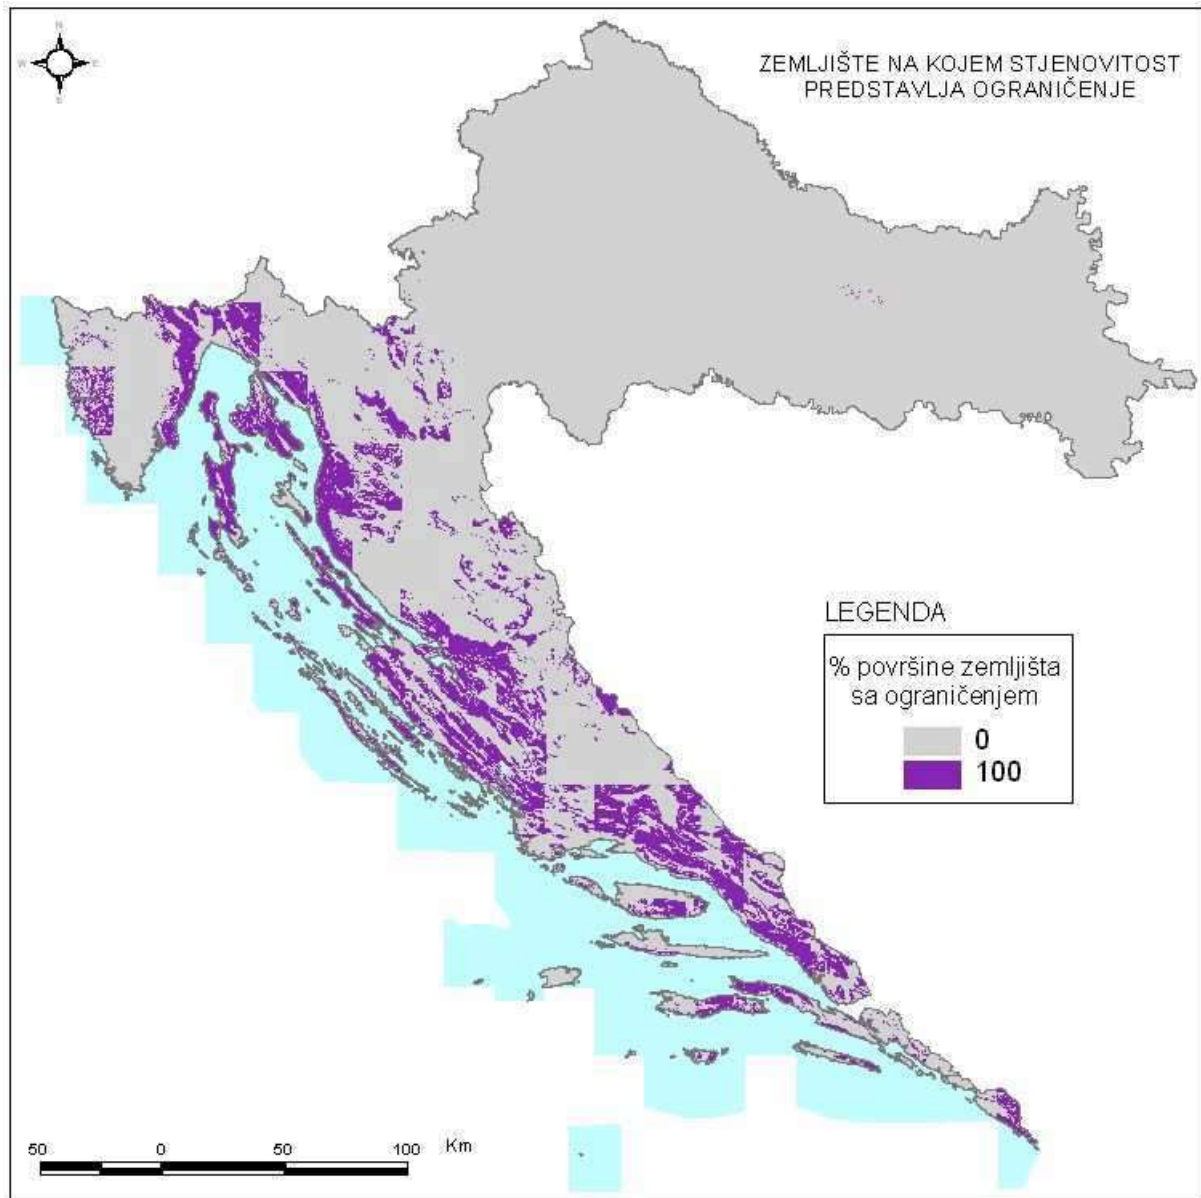 N
W E
S
ZEMLJIŠTE NA KOJEM STJENOVITOST
PREDSTAVLJA OGRANIČENJE
LEGENDA
% površine zemljišta
sa ograničenjem
0
100
50 0 50 100 Km